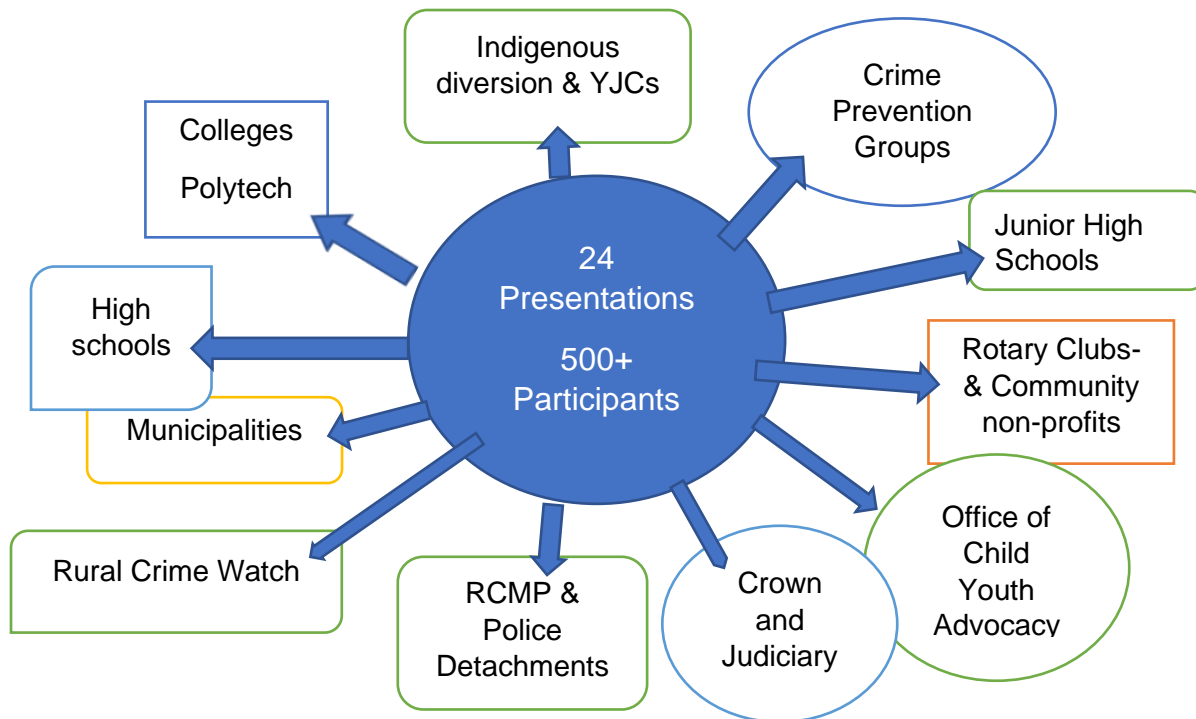 Indigenous
diversion & YJCs
Crime
Prevention
Groups
Colleges
Polytech
Junior High
Schools
24
Presentations
500+
Participants
High
schools
Rotary Clubs-
& Community
non-profits
Municipalities
Office of
Child
Youth
Advocacy
Rural Crime Watch
RCMP &
Police
Detachments
Crown
and
Judiciary